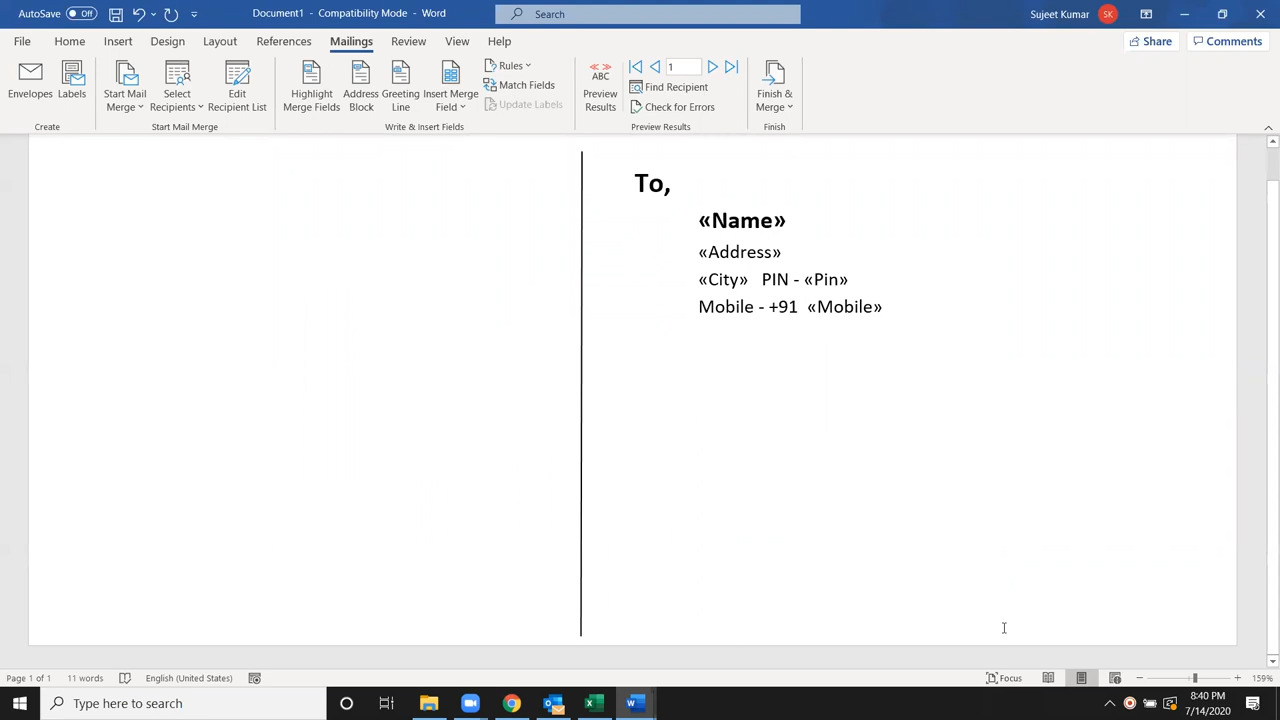 AutoSave Off Document1 - Compatibility Mode - Word Search Sujeet Kumar SK
File Home Insert Design Layout References Mailings Review View Help Share Comments
Envelopes Labels Start Mail Merge Select Recipients Edit Recipient List Highlight Merge Fields Address Block Greeting Line Insert Merge Field Rules Match Fields Update Labels ABC Preview Results 1 Find Recipient Check for Errors Finish & Merge
Create Start Mail Merge Write & Insert Fields Preview Results Finish
To,
«Name»
«Address»
«City» PIN - «Pin»
Mobile - +91 «Mobile»
Page 1 of 1 11 words English (United States) Focus 159%
Type here to search 8:40 PM
7/14/2020